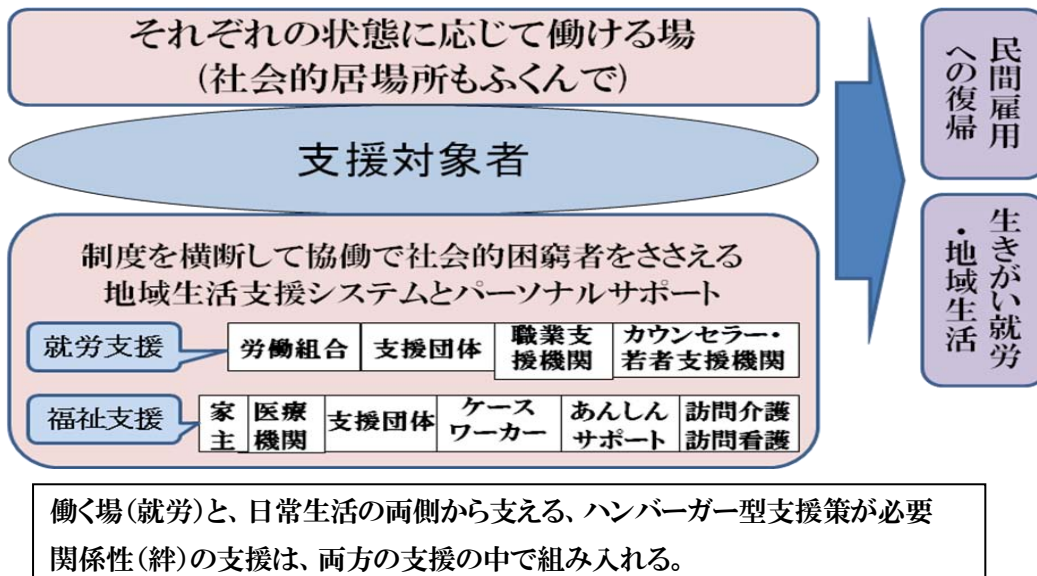 それぞれの状態に応じて働ける場
(社会的居場所もふくんで)
支援対象者
制度を横断して協働で社会的困窮者をささえる
地域生活支援システムとパーソナルサポート
就労支援
労働組合
支援団体
職業支
援機関
カウンセラー・
若者支援機関
福祉支援
家
主
医療
機関
支援団体
ケース
ワーカー
あんしん
サポート
訪問介護
訪問看護
民間雇用
への復帰
生きがい就労
・地域生活
働く場(就労)と、日常生活の両側から支える、ハンバーガー型支援策が必要
関係性(絆)の支援は、両方の支援の中で組み入れる。